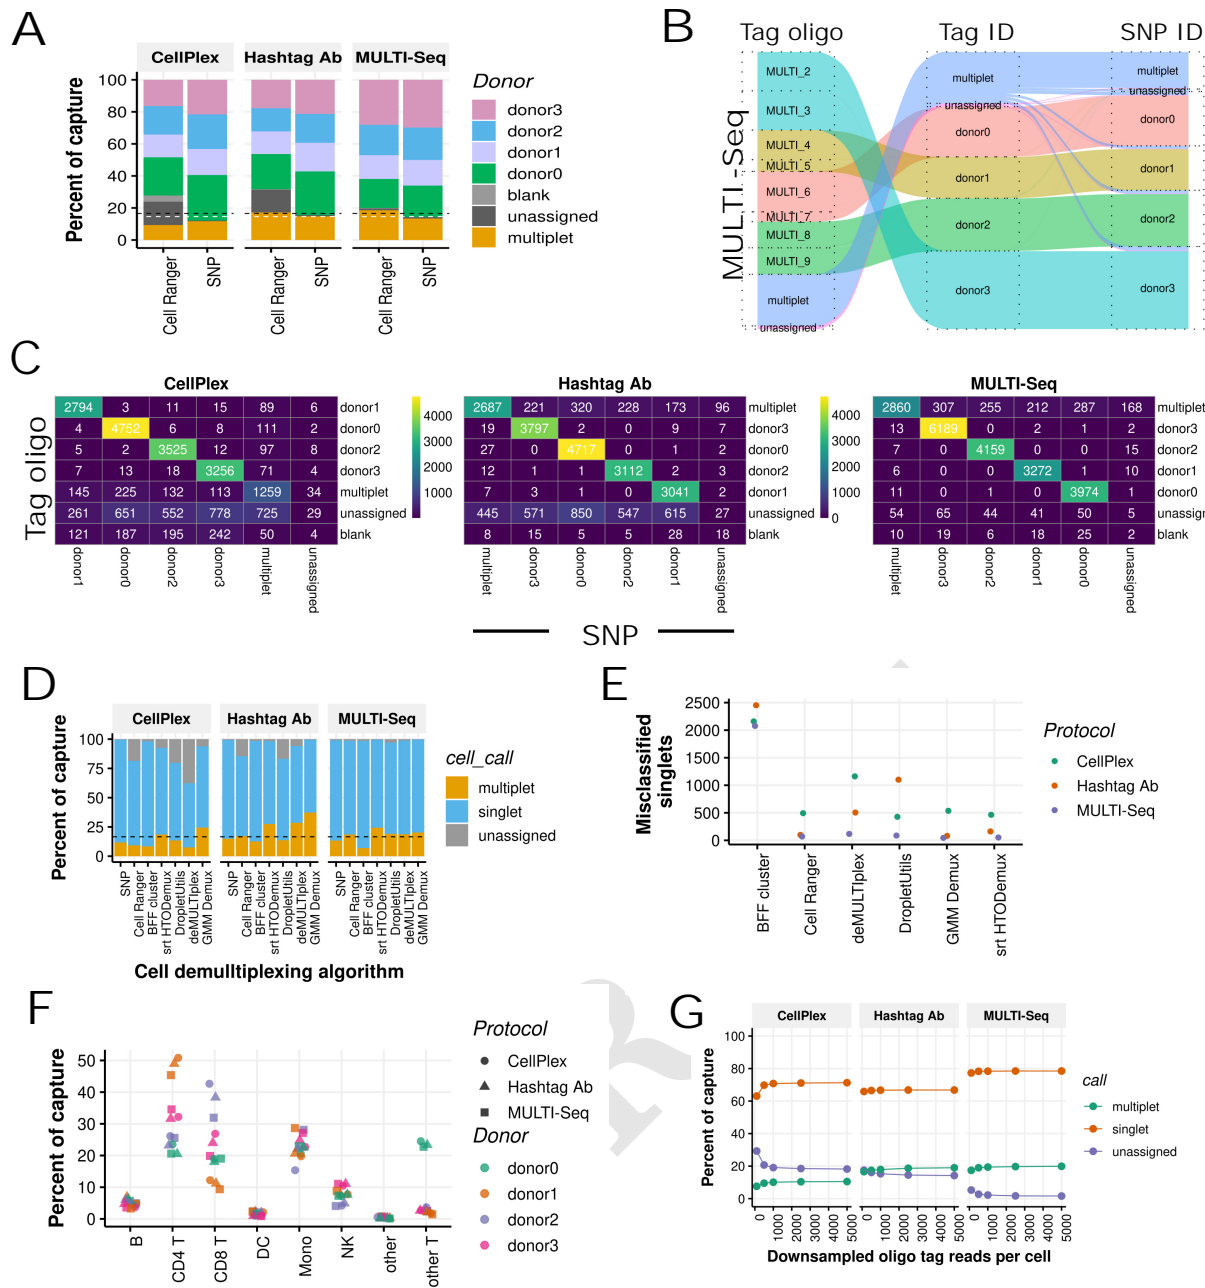 A
CellPlex Hashtag Ab MULTI-Seq
Percent of capture
100
80
60
40
20
0
Cell Ranger SNP Cell Ranger SNP Cell Ranger SNP
Donor
donor3
donor2
donor1
donor0
blank
unassigned
multiplet
B
Tag oligo Tag ID SNP ID
MULTI-Seq
MULTI_2
MULTI_3
MULTI_4
MULTI_5
MULTI_6
MULTI_7
MULTI_8
MULTI_9
multiplet
unassigned
multiplet
unassigned
donor0
donor1
donor2
donor3
multiplet
unassigned
donor0
donor1
donor2
donor3
C
Tag oligo
CellPlex
2794 3 11 15 89 6 donor1
4 4752 6 8 111 2 donor0
5 2 3525 12 97 8 donor2
7 13 18 3256 71 4 donor3
145 225 132 113 1259 34 multiplet
261 651 552 778 725 29 unassigned
121 187 195 242 50 4 blank
donor1 donor0 donor2 donor3 multiplet unassigned
4000
3000
2000
1000
Hashtag Ab
2687 221 320 228 173 96 multiplet
19 3797 2 0 9 7 donor3
27 0 4717 0 2 2 donor0
12 1 1 3112 2 3 donor2
7 3 1 0 3041 2 donor1
445 571 850 547 615 27 unassigned
8 15 5 5 28 18 blank
multiplet donor3 donor0 donor2 donor1 unassigned
4000
3000
2000
1000
0
MULTI-Seq
2860 307 255 212 287 168 multiplet
13 6189 0 2 1 2 donor3
7 0 4159 0 0 15 donor2
6 0 0 3272 1 10 donor1
11 0 1 0 3974 1 donor0
54 65 44 41 50 5 unassig
10 19 6 18 25 2 blank
multiplet donor3 donor2 donor1 donor0 unassigned
SNP
D
CellPlex Hashtag Ab MULTI-Seq
Percent of capture
100
75
50
25
0
SNP Cell Ranger BFF cluster srt HTODemux DropletUtils deMULTIplex GMM Demux
SNP Cell Ranger BFF cluster srt HTODemux DropletUtils deMULTIplex GMM Demux
SNP Cell Ranger BFF cluster srt HTODemux DropletUtils deMULTIplex GMM Demux
Cell demulltiplexing algorithm
cell_call
multiplet
singlet
unassigned
E
Misclassified
singlets
2500
2000
1500
1000
500
0
BFF cluster Cell Ranger deMULTIplex DropletUtils GMM Demux srt HTODemux
Protocol
CellPlex
Hashtag Ab
MULTI-Seq
F
Percent of capture
50
40
30
20
10
0
B CD4 T CD8 T DC Mono NK other other T
Protocol
CellPlex
Hashtag Ab
MULTI-Seq
Donor
donor0
donor1
donor2
donor3
G
CellPlex Hashtag Ab MULTI-Seq
Percent of capture
100
80
60
40
20
0
0 1000 2000 3000 4000 5000 0 1000 2000 3000 4000 5000 0 1000 2000 3000 4000 5000
Downsampled oligo tag reads per cell
call
multiplet
singlet
unassigned